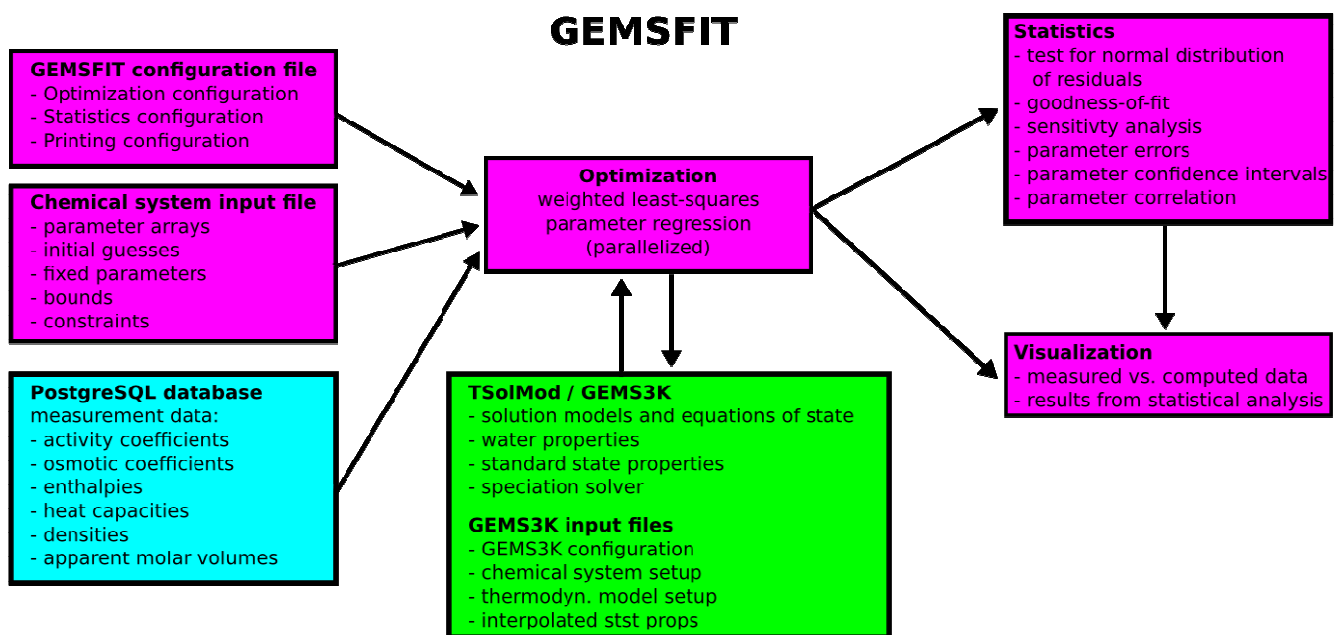 GEMSFIT
GEMSFIT configuration file
- Optimization configuration
- Statistics configuration
- Printing configuration
Chemical system input file
- parameter arrays
- initial guesses
- fixed parameters
- bounds
- constraints
PostgreSQL database
measurement data:
- activity coefficients
- osmotic coefficients
- enthalpies
- heat capacities
- densities
- apparent molar volumes
Optimization
weighted least-squares
parameter regression
(parallelized)
TSolMod / GEMS3K
- solution models and equations of state
- water properties
- standard state properties
- speciation solver
GEMS3K input files
- GEMS3K configuration
- chemical system setup
- thermodyn. model setup
- interpolated stst props
Statistics
- test for normal distribution
of residuals
- goodness-of-fit
- sensitivty analysis
- parameter errors
- parameter confidence intervals
- parameter correlation
Visualization
- measured vs. computed data
- results from statistical analysis